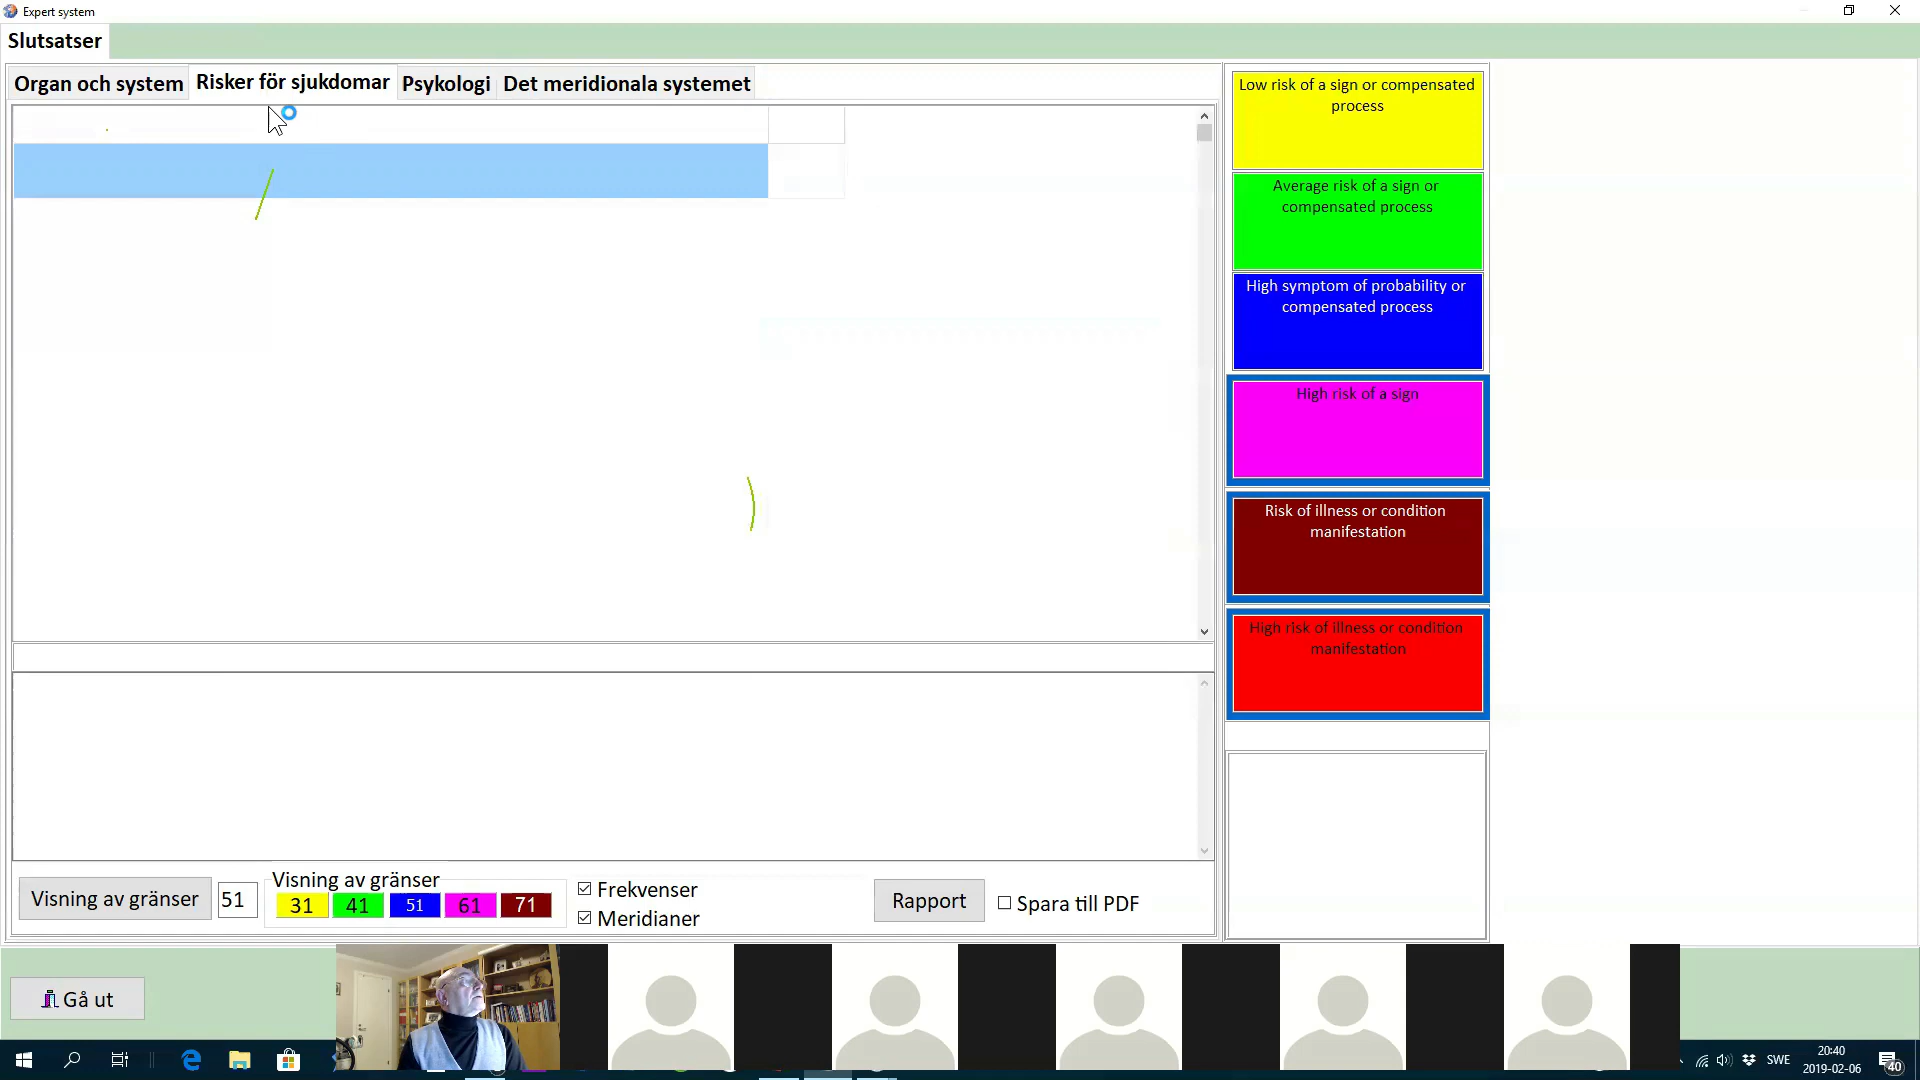 Expert system
Slutsatser
Organ och system
Risker för sjukdomar
Psykologi
Det meridionala systemet
Low risk of a sign or compensated
process
Average risk of a sign or
compensated process
High symptom of probability or
compensated process
High risk of a sign
Risk of illness or condition
manifestation
High risk of illness or condition
manifestation
Visning av gränser
51
Visning av gränser
31
41
51
61
71
Frekvenser
Meridianer
Rapport
Spara till PDF
Gå ut
SWE
20:40
2019-02-06
40